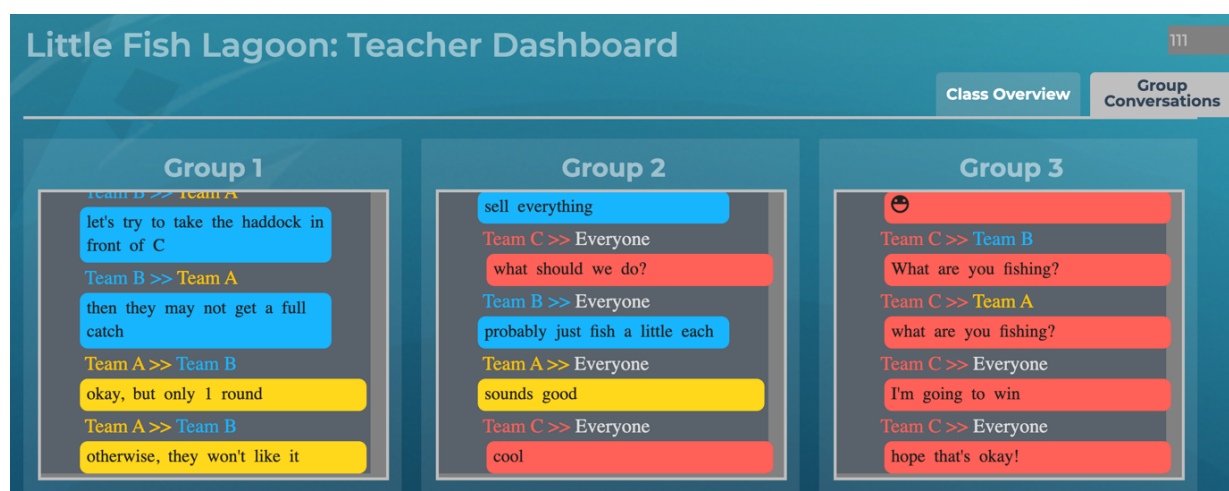 Little Fish Lagoon: Teacher Dashboard
111
Class Overview
Group
Conversations
Group 1
Team B >> Team A
let's try to take the haddock in
front of C
Team B >> Team A
then they may not get a full
catch
Team A >> Team B
okay, but only 1 round
Team A >> Team B
otherwise, they won't like it
Group 2
sell everything
Team C >> Everyone
what should we do?
Team B >> Everyone
probably just fish a little each
Team A >> Everyone
sounds good
Team C >> Everyone
cool
Group 3
Team C >> Team B
What are you fishing?
Team C >> Team A
what are you fishing?
Team C >> Everyone
I'm going to win
Team C >> Everyone
hope that's okay!